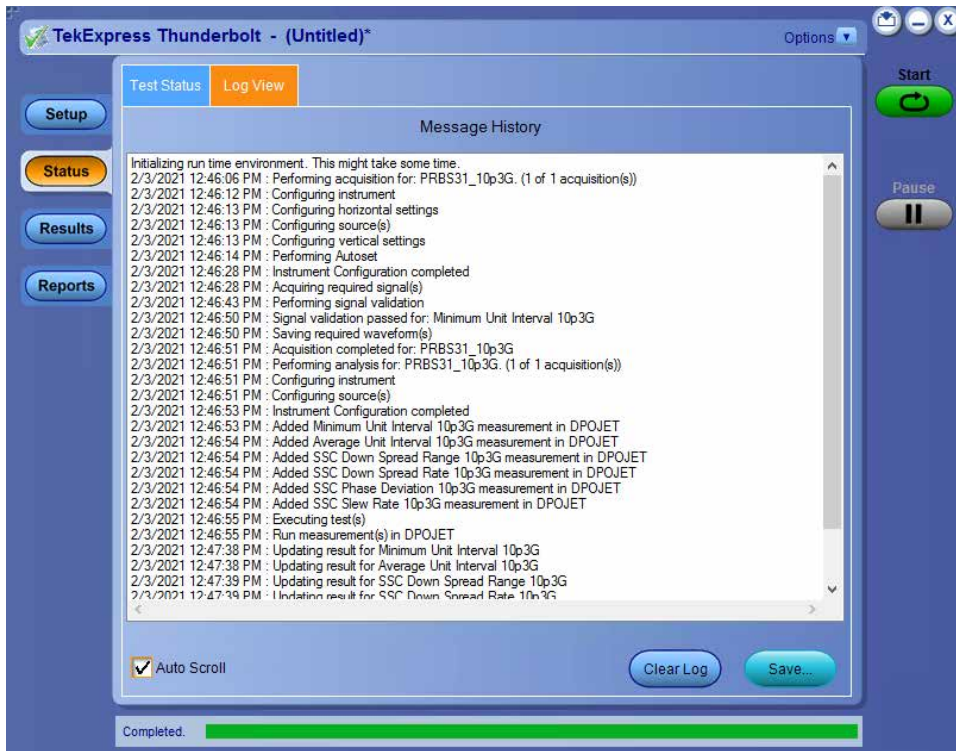 TekExpress Thunderbolt - (Untitled)*
Options
X
Test Status
Log View
Start
Setup
Message History
Status
Pause
Results
Reports
Initializing run time environment. This might take some time.
2/3/2021 12:46:06 PM : Performing acquisition for: PRBS31_10p3G. (1 of 1 acquisition(s))
2/3/2021 12:46:12 PM : Configuring instrument
2/3/2021 12:46:13 PM : Configuring horizontal settings
2/3/2021 12:46:13 PM : Configuring source(s)
2/3/2021 12:46:13 PM : Configuring vertical settings
2/3/2021 12:46:14 PM : Performing Autoset
2/3/2021 12:46:28 PM : Instrument Configuration completed
2/3/2021 12:46:28 PM : Acquiring required signal(s)
2/3/2021 12:46:43 PM : Performing signal validation
2/3/2021 12:46:50 PM : Signal validation passed for: Minimum Unit Interval 10p3G
2/3/2021 12:46:50 PM : Saving required waveform(s)
2/3/2021 12:46:51 PM : Acquisition completed for: PRBS31_10p3G
2/3/2021 12:46:51 PM : Performing analysis for: PRBS31_10p3G. (1 of 1 acquisition(s))
2/3/2021 12:46:51 PM : Configuring instrument
2/3/2021 12:46:51 PM : Configuring source(s)
2/3/2021 12:46:53 PM : Instrument Configuration completed
2/3/2021 12:46:53 PM : Added Minimum Unit Interval 10p3G measurement in DPOJET
2/3/2021 12:46:54 PM : Added Average Unit Interval 10p3G measurement in DPOJET
2/3/2021 12:46:54 PM : Added SSC Down Spread Range 10p3G measurement in DPOJET
2/3/2021 12:46:54 PM : Added SSC Down Spread Rate 10p3G measurement in DPOJET
2/3/2021 12:46:54 PM : Added SSC Phase Deviation 10p3G measurement in DPOJET
2/3/2021 12:46:54 PM : Added SSC Slew Rate 10p3G measurement in DPOJET
2/3/2021 12:46:55 PM : Executing test(s)
2/3/2021 12:46:55 PM : Run measurement(s) in DPOJET
2/3/2021 12:47:38 PM : Updating result for Minimum Unit Interval 10p3G
2/3/2021 12:47:38 PM : Updating result for Average Unit Interval 10p3G
2/3/2021 12:47:39 PM : Updating result for SSC Down Spread Range 10p3G
2/3/2021 12:47:39 PM : Updating result for SSC Down Spread Rate 10p3G
Auto Scroll
Clear Log
Save...
Completed.